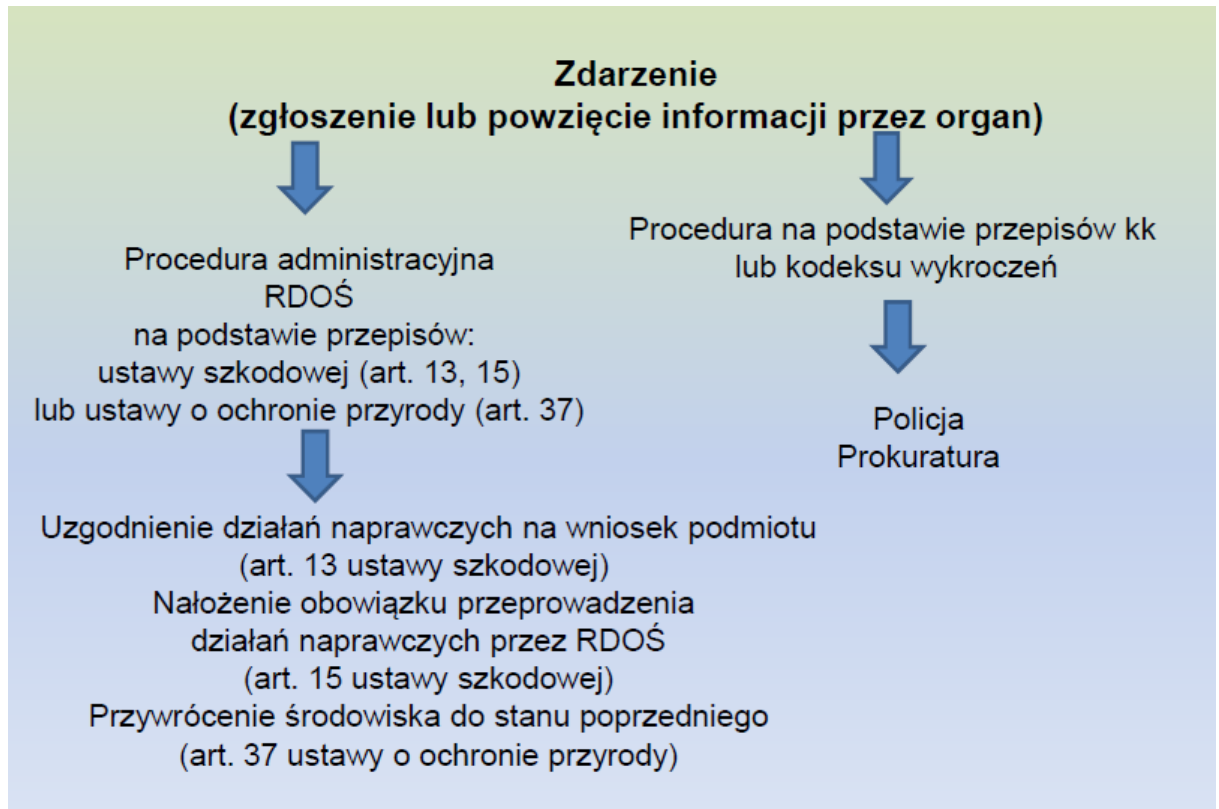 Zdarzenie
(zgłoszenie lub powzięcie informacji przez organ)
Procedura administracyjna
RDOŚ
na podstawie przepisów:
ustawy szkodowej (art. 13, 15)
lub ustawy o ochronie przyrody (art. 37)
Uzgodnienie działań naprawczych na wniosek podmiotu
(art. 13 ustawy szkodowej)
Nałożenie obowiązku przeprowadzenia
działań naprawczych przez RDOŚ
(art. 15 ustawy szkodowej)
Przywrócenie środowiska do stanu poprzedniego
(art. 37 ustawy o ochronie przyrody)
Procedura na podstawie przepisów kk
lub kodeksu wykroczeń
Policja
Prokuratura